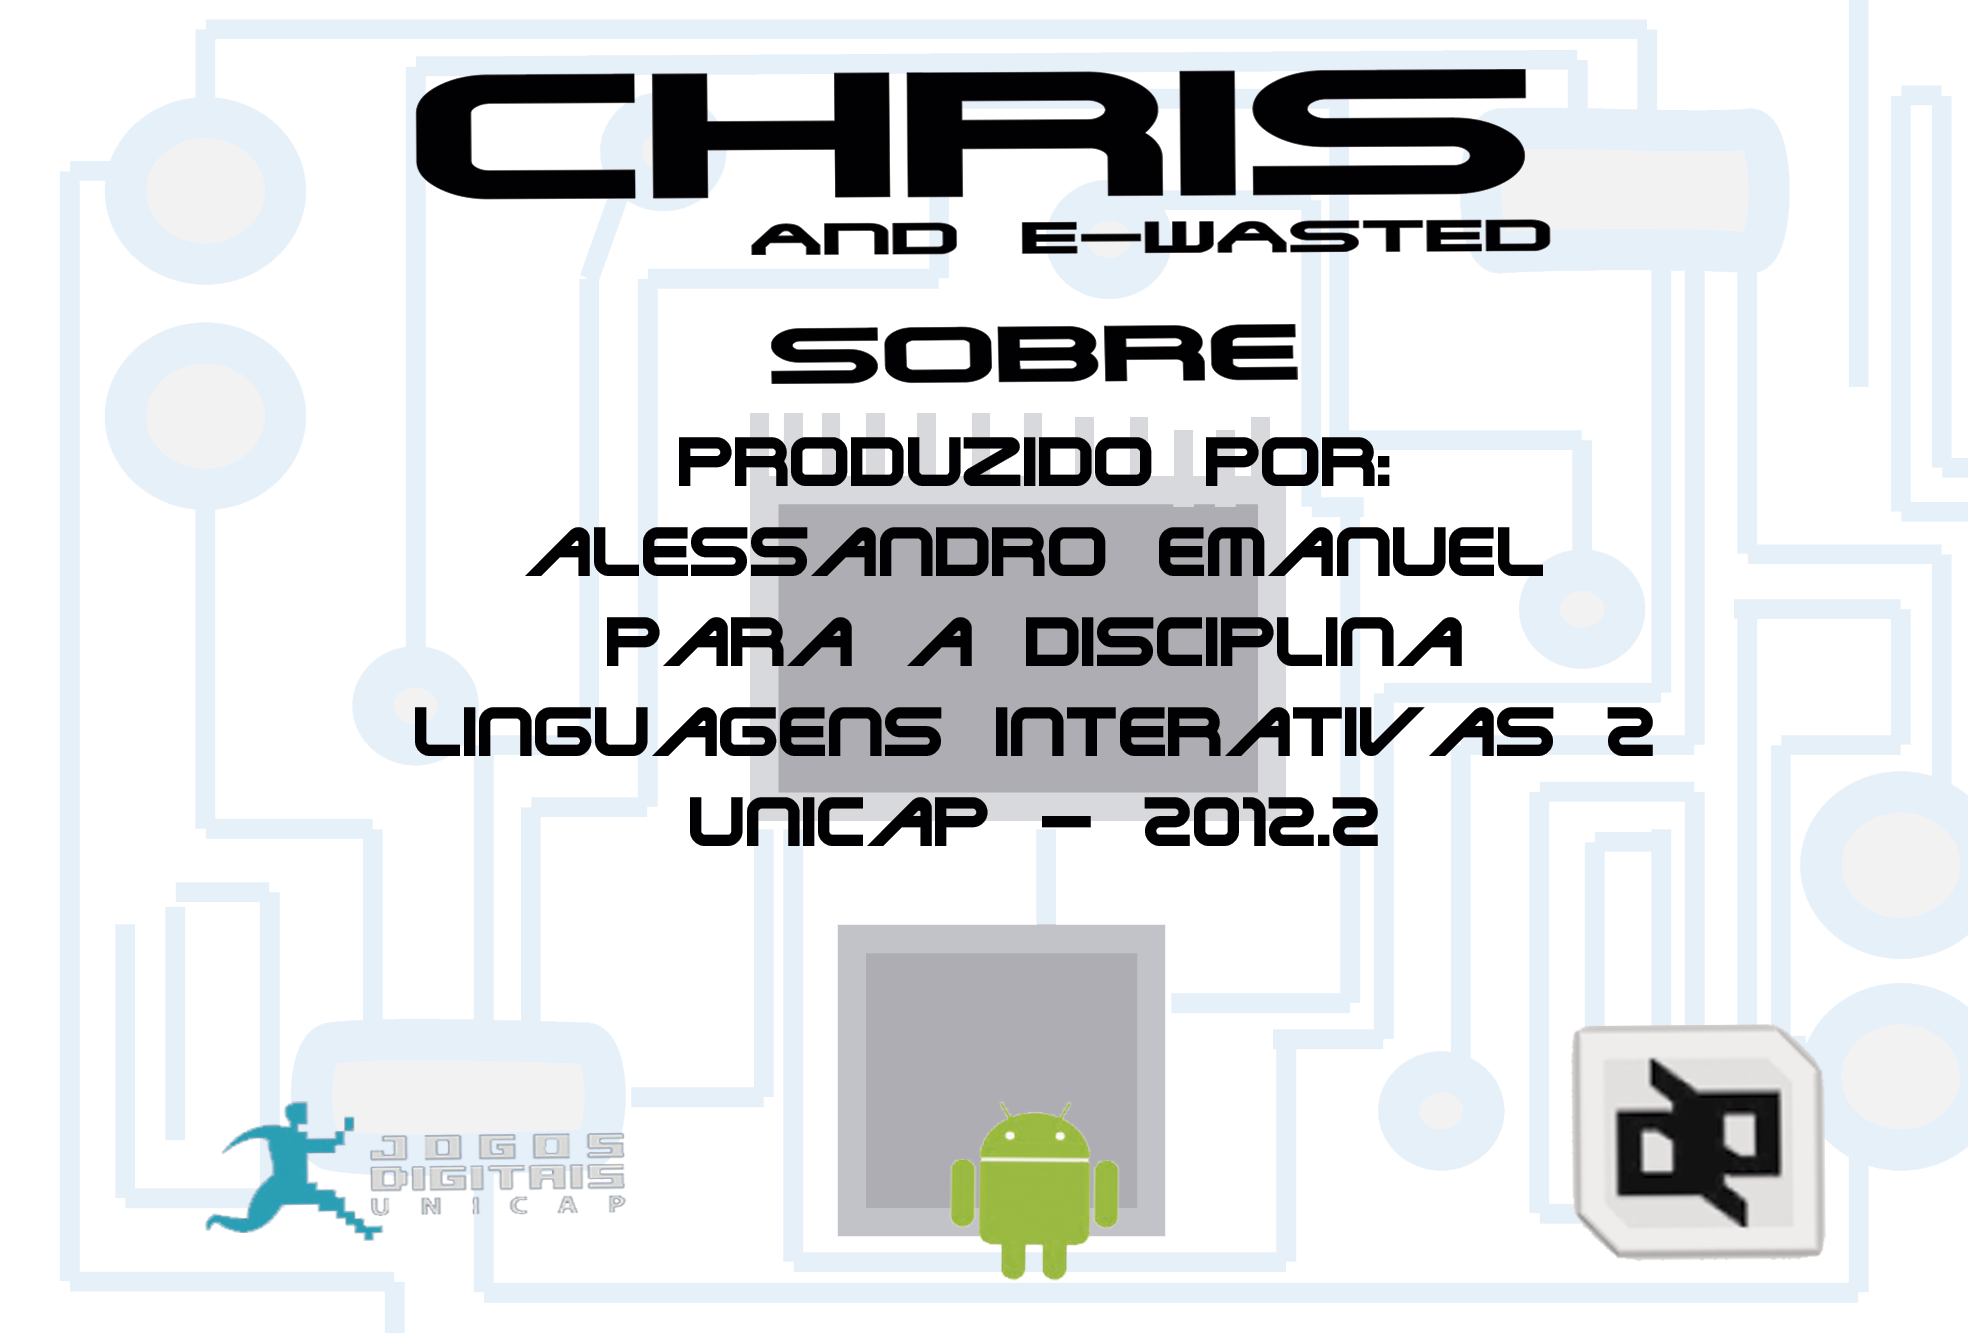 CHRIS
AND E-WASTED
SOBRE
PRODUZIDO POR:
ALESSANDRO EMANUEL
PARA A DISCIPLINA
LINGUAGENS INTERATIVAS 2
UNICAP - 2012.2
JOGOS
DIGITAIS
UNICAP